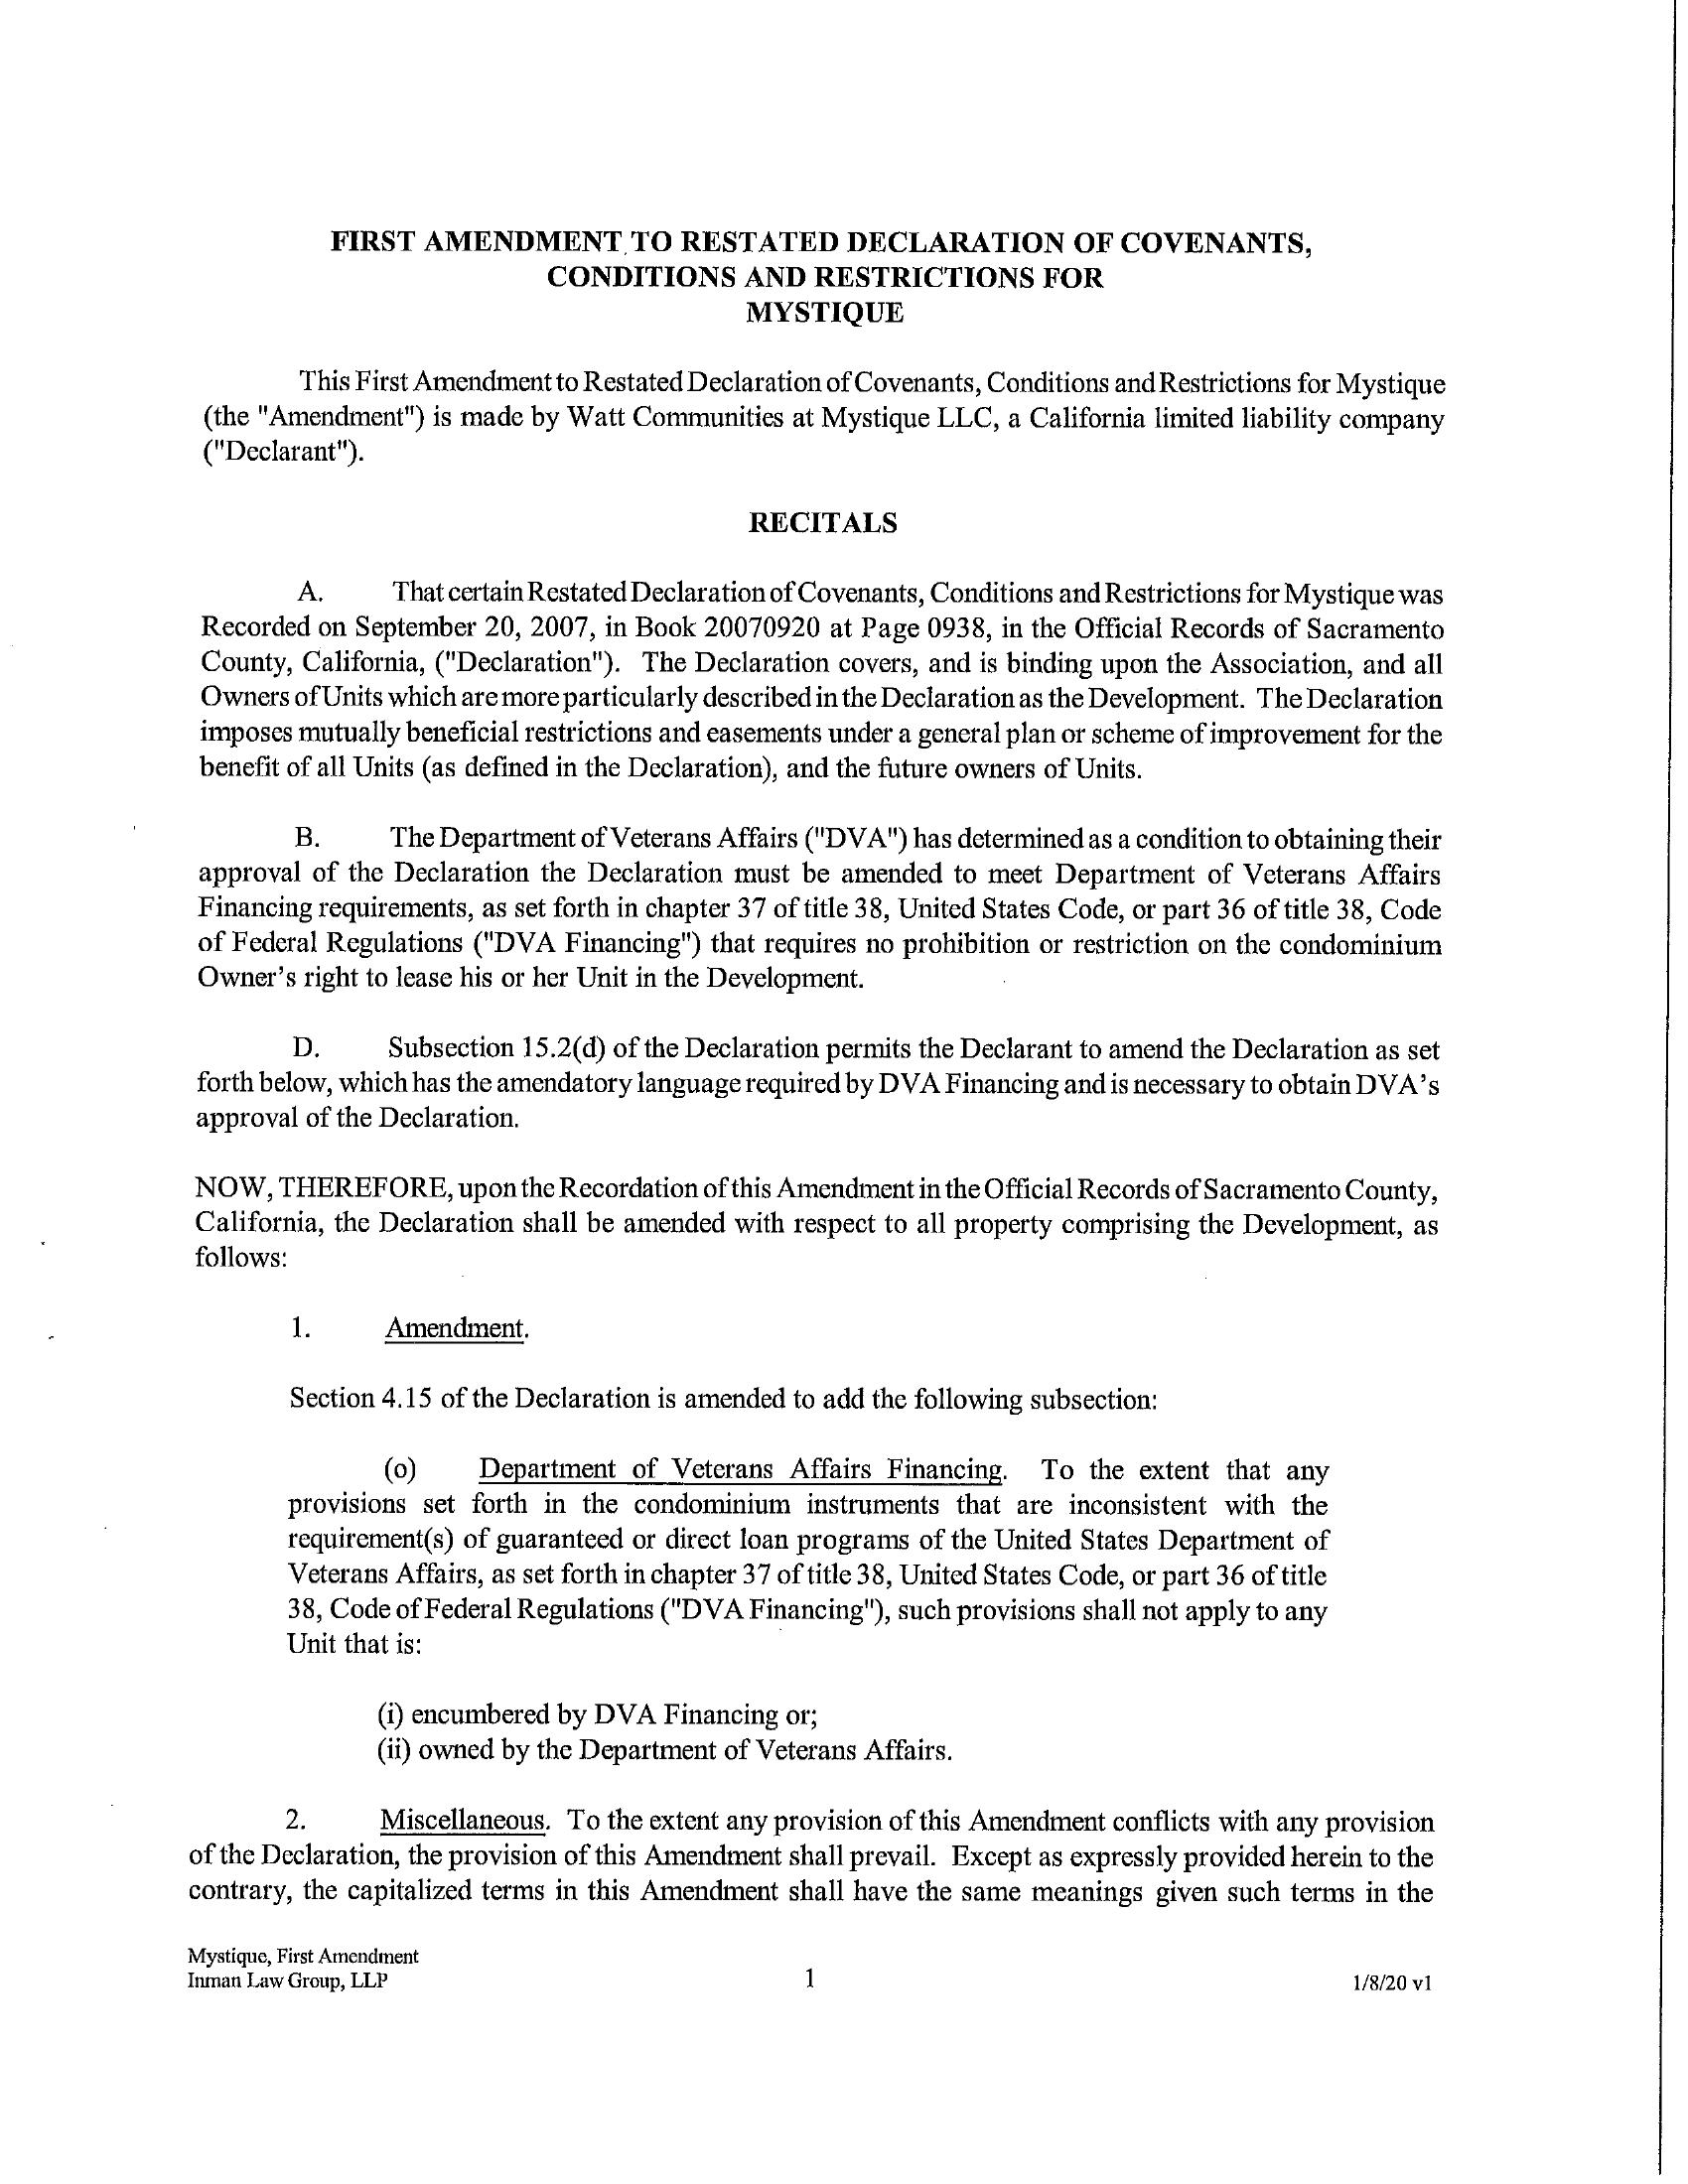 FIRST AMENDMENT TO RESTATED DECLARATION OF COVENANTS,
CONDITIONS AND RESTRICTIONS FOR
MYSTIQUE
This First Amendment to Restated Declaration of Covenants, Conditions and Restrictions for Mystique
(the "Amendment") is made by Watt Communities at Mystique LLC, a California limited liability company
("Declarant").
RECITALS
A. That certain Restated Declaration of Covenants, Conditions and Restrictions for Mystique was
Recorded on September 20, 2007, in Book 20070920 at Page 0938, in the Official Records of Sacramento
County, California, ("Declaration"). The Declaration covers, and is binding upon the Association, and all
Owners of Units which are more particularly described in the Declaration as the Development. The Declaration
imposes mutually beneficial restrictions and easements under a general plan or scheme of improvement for the
benefit of all Units (as defined in the Declaration), and the future owners of Units.
B. The Department of Veterans Affairs ("DVA") has determined as a condition to obtaining their
approval of the Declaration the Declaration must be amended to meet Department of Veterans Affairs
Financing requirements, as set forth in chapter 37 of title 38, United States Code, or part 36 of title 38, Code
of Federal Regulations ("DVA Financing") that requires no prohibition or restriction on the condominium
Owner's right to lease his or her Unit in the Development.
D. Subsection 15.2(d) of the Declaration permits the Declarant to amend the Declaration as set
forth below, which has the amendatory language required by DVA Financing and is necessary to obtain DVA's
approval of the Declaration.
NOW, THEREFORE, upon the Recordation of this Amendment in the Official Records of Sacramento County,
California, the Declaration shall be amended with respect to all property comprising the Development, as
follows:
1. Amendment.
Section 4.15 of the Declaration is amended to add the following subsection:
(o) Department of Veterans Affairs Financing. To the extent that any
provisions set forth in the condominium instruments that are inconsistent with the
requirement(s) of guaranteed or direct loan programs of the United States Department of
Veterans Affairs, as set forth in chapter 37 of title 38, United States Code, or part 36 of title
38, Code of Federal Regulations ("DVA Financing"), such provisions shall not apply to any
Unit that is:
(i) encumbered by DVA Financing or;
(ii) owned by the Department of Veterans Affairs.
2. Miscellaneous. To the extent any provision of this Amendment conflicts with any provision
of the Declaration, the provision of this Amendment shall prevail. Except as expressly provided herein to the
contrary, the capitalized terms in this Amendment shall have the same meanings given such terms in the
Mystique, First Amendment
Inman Law Group, LLP
1
1/8/20 v1